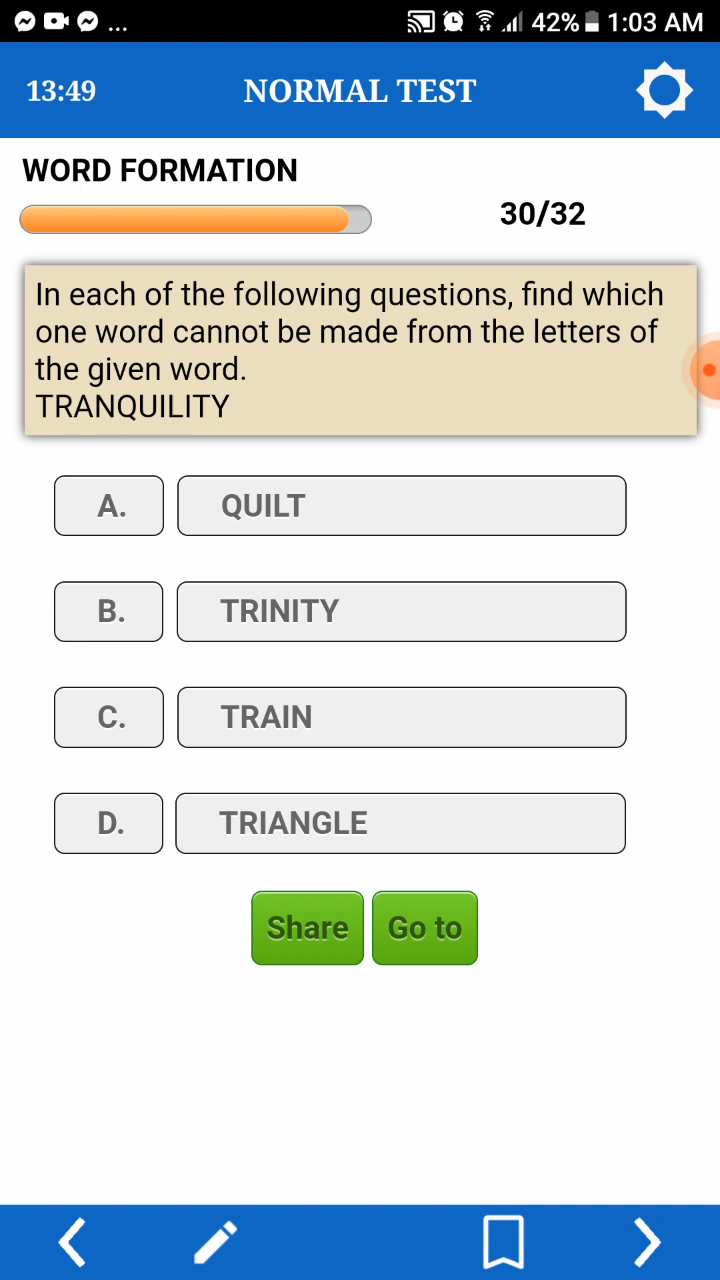 ... 42% 1:03 AM
13:49 NORMAL TEST
WORD FORMATION
30/32
In each of the following questions, find which
one word cannot be made from the letters of
the given word.
TRANQUILITY
A. QUILT
B. TRINITY
C. TRAIN
D. TRIANGLE
Share Go to